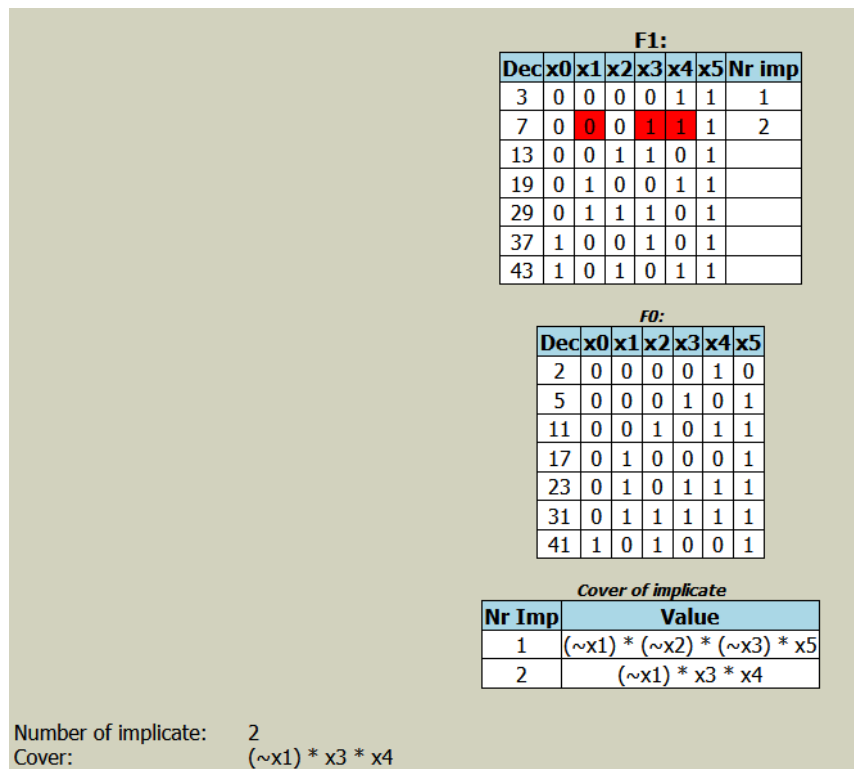 F1:
Dec x0 x1 x2 x3 x4 x5 Nr imp
3 0 0 0 0 1 1 1
7 0 0 0 1 1 1 2
13 0 0 1 1 0 1
19 0 1 0 0 1 1
29 0 1 1 1 0 1
37 1 0 0 1 0 1
43 1 0 1 0 1 1
F0:
Dec x0 x1 x2 x3 x4 x5
2 0 0 0 0 1 0
5 0 0 0 1 0 1
11 0 0 1 0 1 1
17 0 1 0 0 0 1
23 0 1 0 1 1 1
31 0 1 1 1 1 1
41 1 0 1 0 0 1
Cover of implicate
Nr Imp Value
1 (~x1) * (~x2) * (~x3) * x5
2 (~x1) * x3 * x4
Number of implicate: 2
Cover: (~x1) * x3 * x4